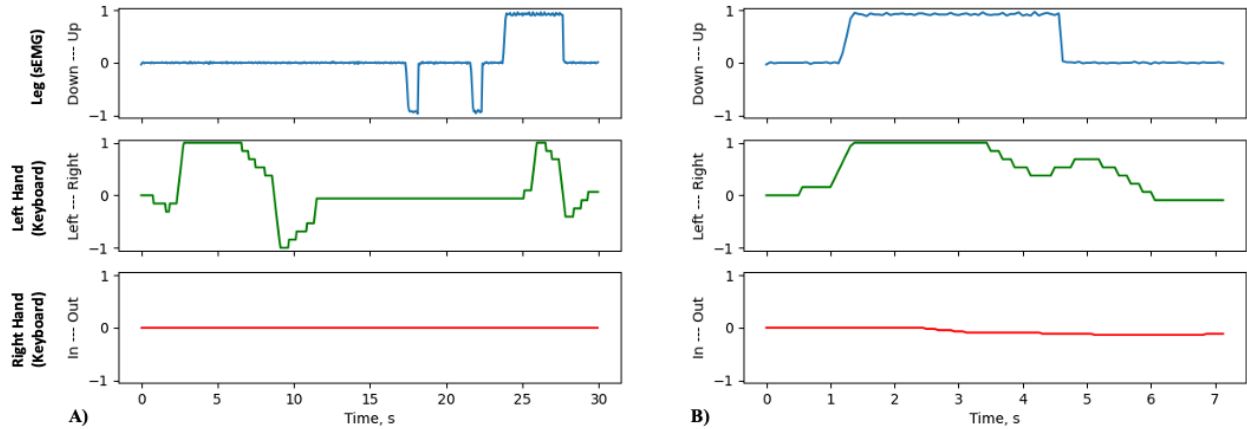 Leg (sEMG)
Down --- Up
1
0
−1
1
0
−1
Left Hand
(Keyboard)
Left --- Right
1
0
−1
1
0
−1
Right Hand
(Keyboard)
In --- Out
1
0
−1
1
0
−1
Down --- Up
Left --- Right
In --- Out
0 5 10 15 20 25 30
0 1 2 3 4 5 6 7
A) Time, s
B) Time, s